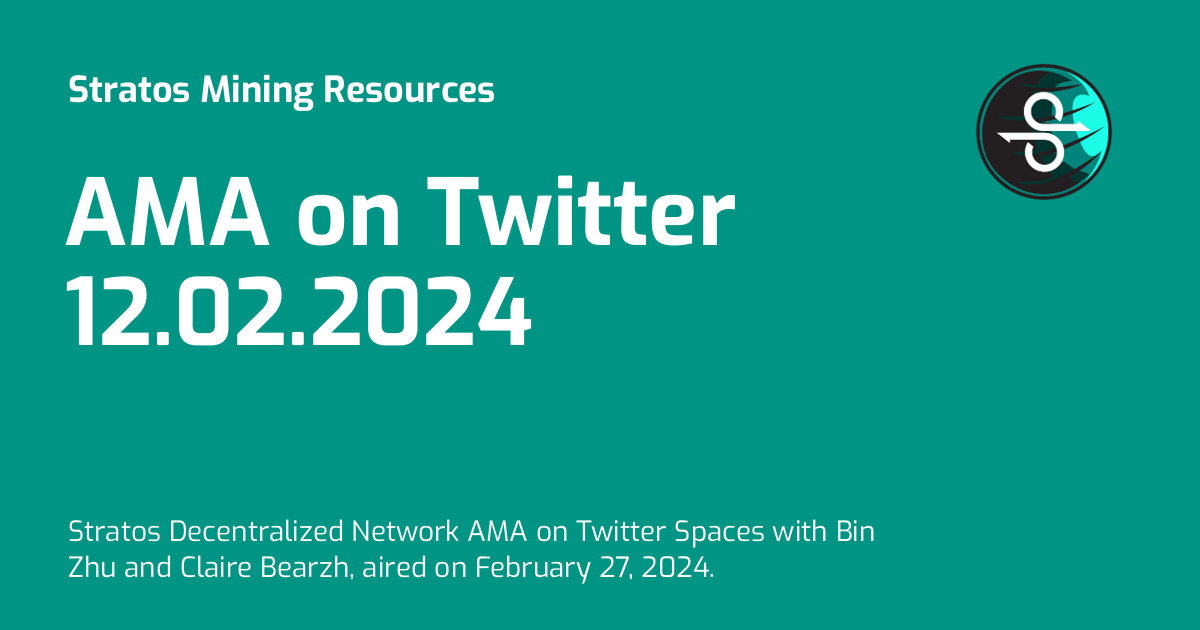 Stratos Mining Resources
AMA on Twitter
12.02.2024
Stratos Decentralized Network AMA on Twitter Spaces with Bin
Zhu and Claire Bearzh, aired on February 27, 2024.